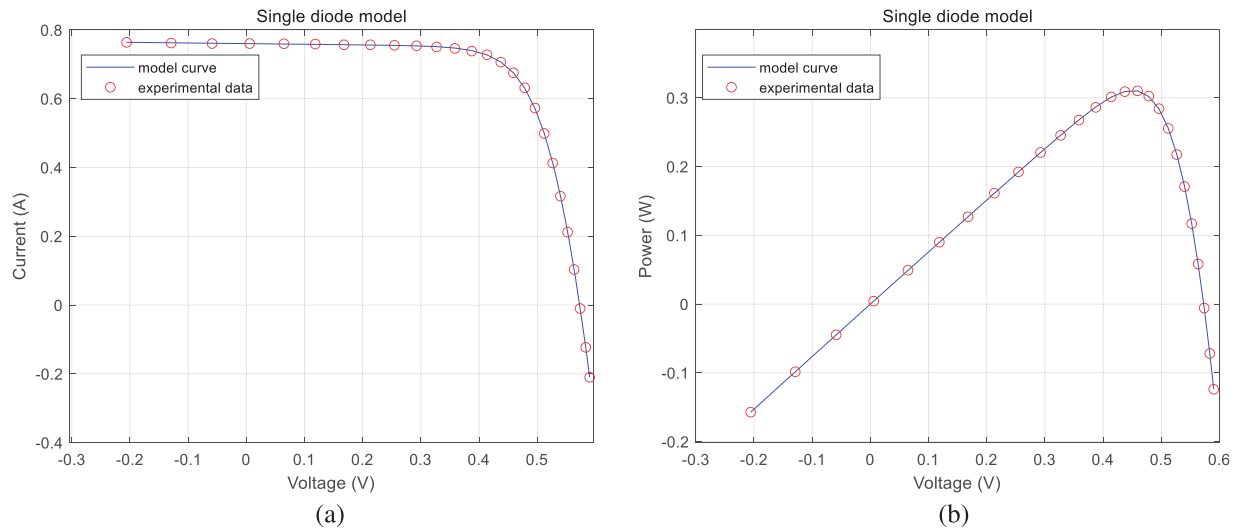 Single diode model
model curve
experimental data
0.8
0.6
0.4
0.2
0
-0.2
-0.4
Current (A)
-0.3 -0.2 -0.1 0 0.1 0.2 0.3 0.4 0.5
Voltage (V)
(a)
Single diode model
model curve
experimental data
0.3
0.2
0.1
0
-0.1
-0.2
Power (W)
-0.3 -0.2 -0.1 0 0.1 0.2 0.3 0.4 0.5 0.6
Voltage (V)
(b)